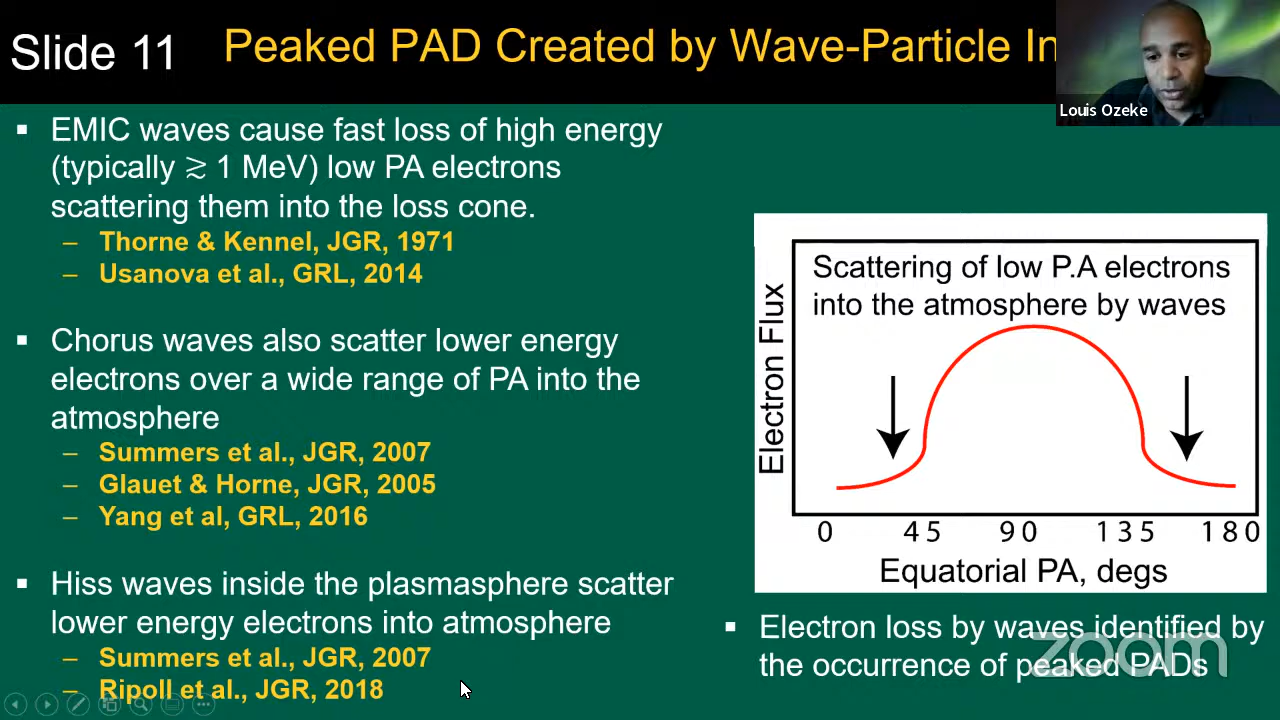 Slide 11
Peaked PAD Created by Wave-Particle In
Louis Ozeke
▪ EMIC waves cause fast loss of high energy
(typically ≳ 1 MeV) low PA electrons
scattering them into the loss cone.
– Thorne & Kennel, JGR, 1971
– Usanova et al., GRL, 2014
▪ Chorus waves also scatter lower energy
electrons over a wide range of PA into the
atmosphere
– Summers et al., JGR, 2007
– Glauet & Horne, JGR, 2005
– Yang et al, GRL, 2016
▪ Hiss waves inside the plasmasphere scatter
lower energy electrons into atmosphere
– Summers et al., JGR, 2007
– Ripoll et al., JGR, 2018
Scattering of low P.A electrons
into the atmosphere by waves
Electron Flux
0 45 90 135 180
Equatorial PA, degs
▪ Electron loss by waves identified by
the occurrence of peaked PADs
zoom